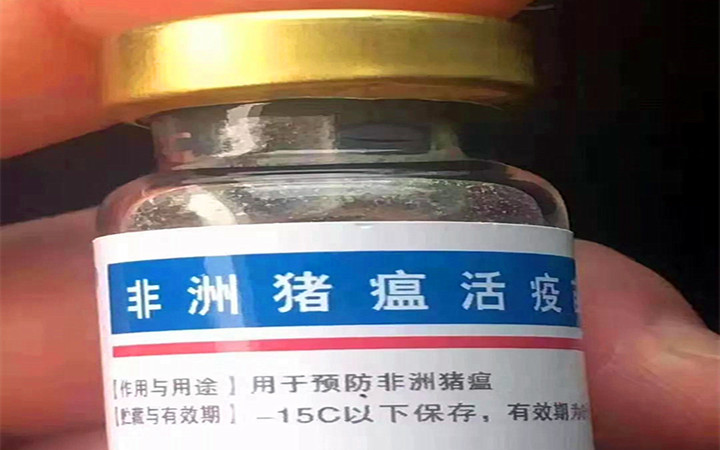 非洲猪瘟活疫
【作用与用途】用于预防非洲猪瘟
【贮藏与有效期】-15C以下保存，有效期为